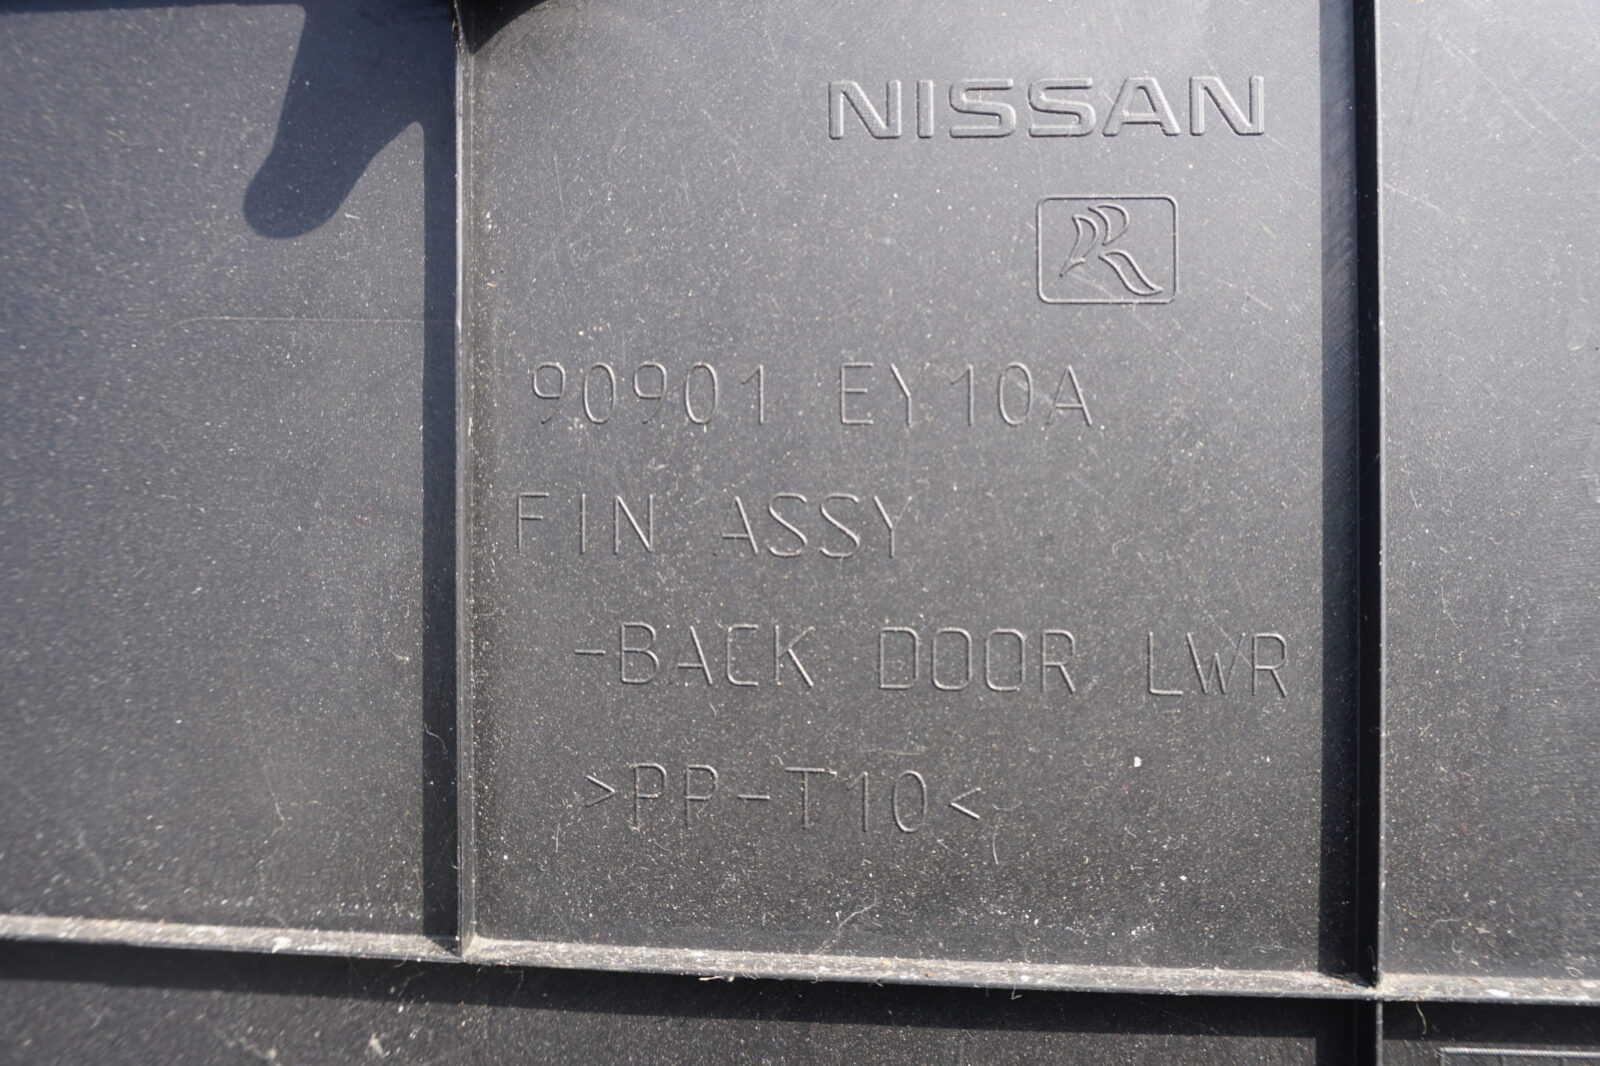 NISSAN
R
90901 EY10A
FIN ASSY
-BACK DOOR LWR
>PP-T10<